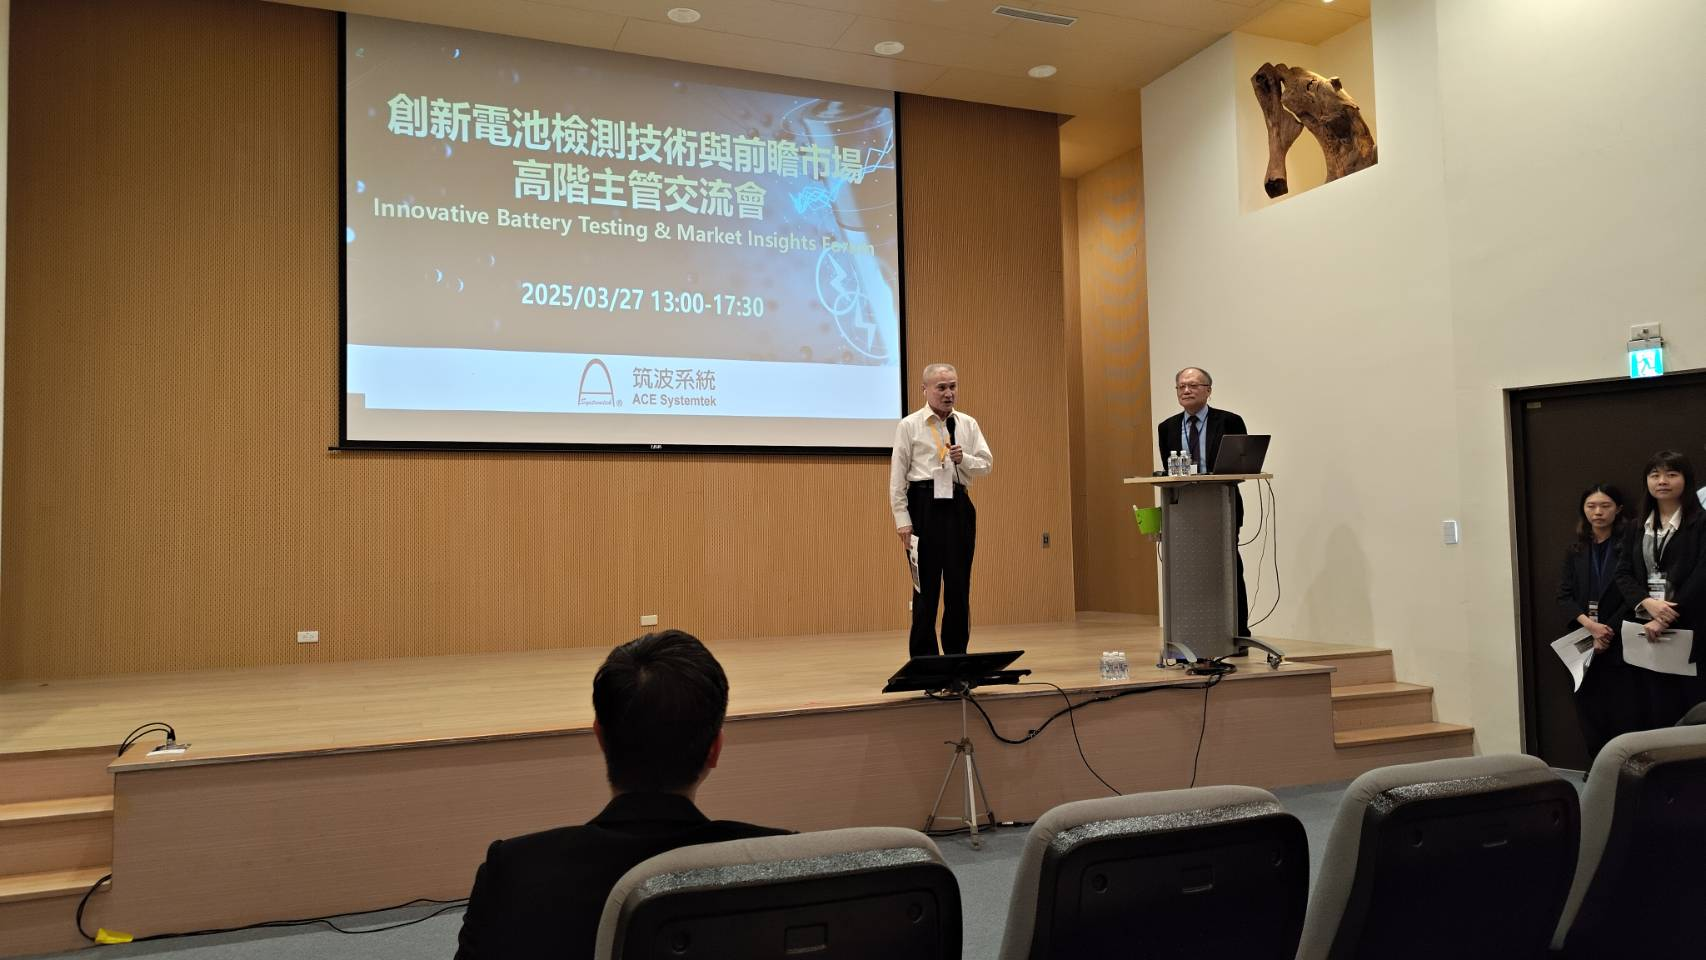 創新電池檢測技術與前瞻市場
高階主管交流會
Innovative Battery Testing & Market Insights Forum
2025/03/27 13:00-17:30
Systemtek ®
筑波系統
ACE Systemtek